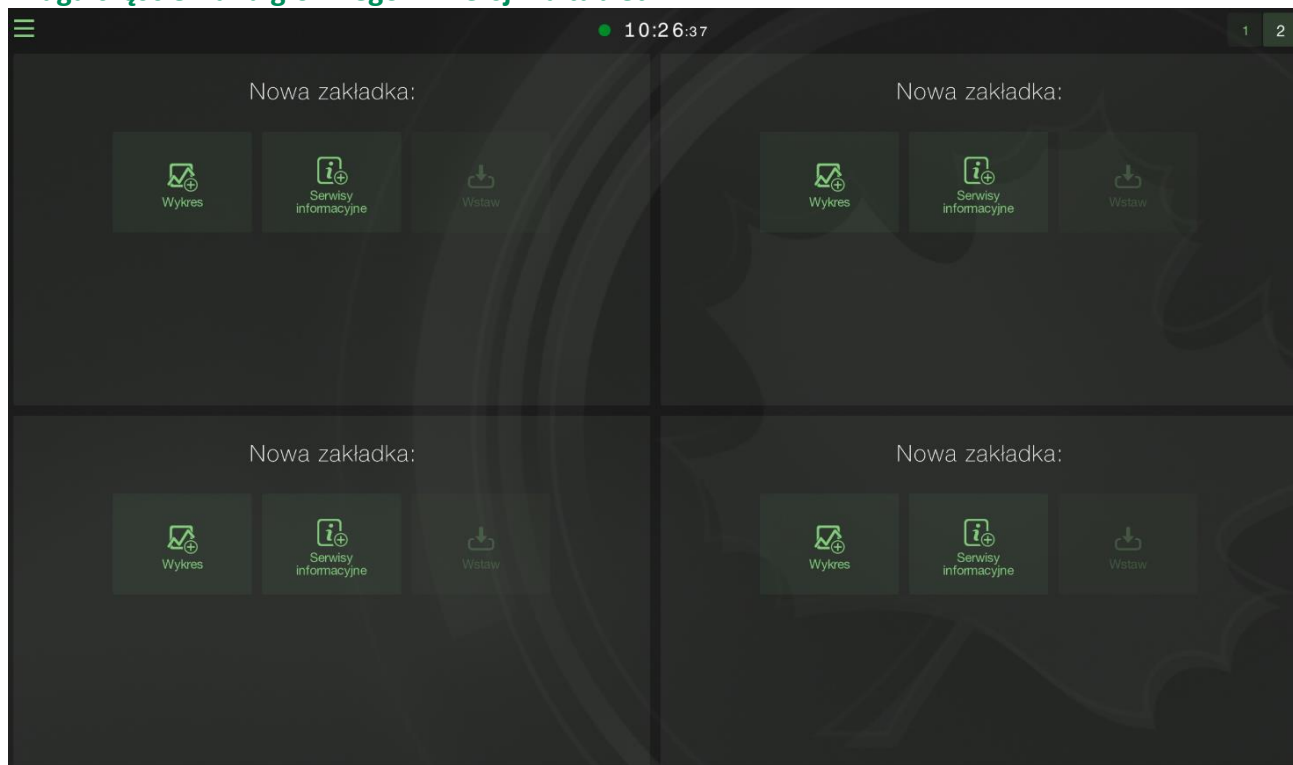 10:26:37
1 2
Nowa zakładka:
Wykres
Serwisy
informacyjne
Wstaw
Nowa zakładka:
Wykres
Serwisy
informacyjne
Wstaw
Nowa zakładka:
Wykres
Serwisy
informacyjne
Wstaw
Nowa zakładka:
Wykres
Serwisy
informacyjne
Wstaw